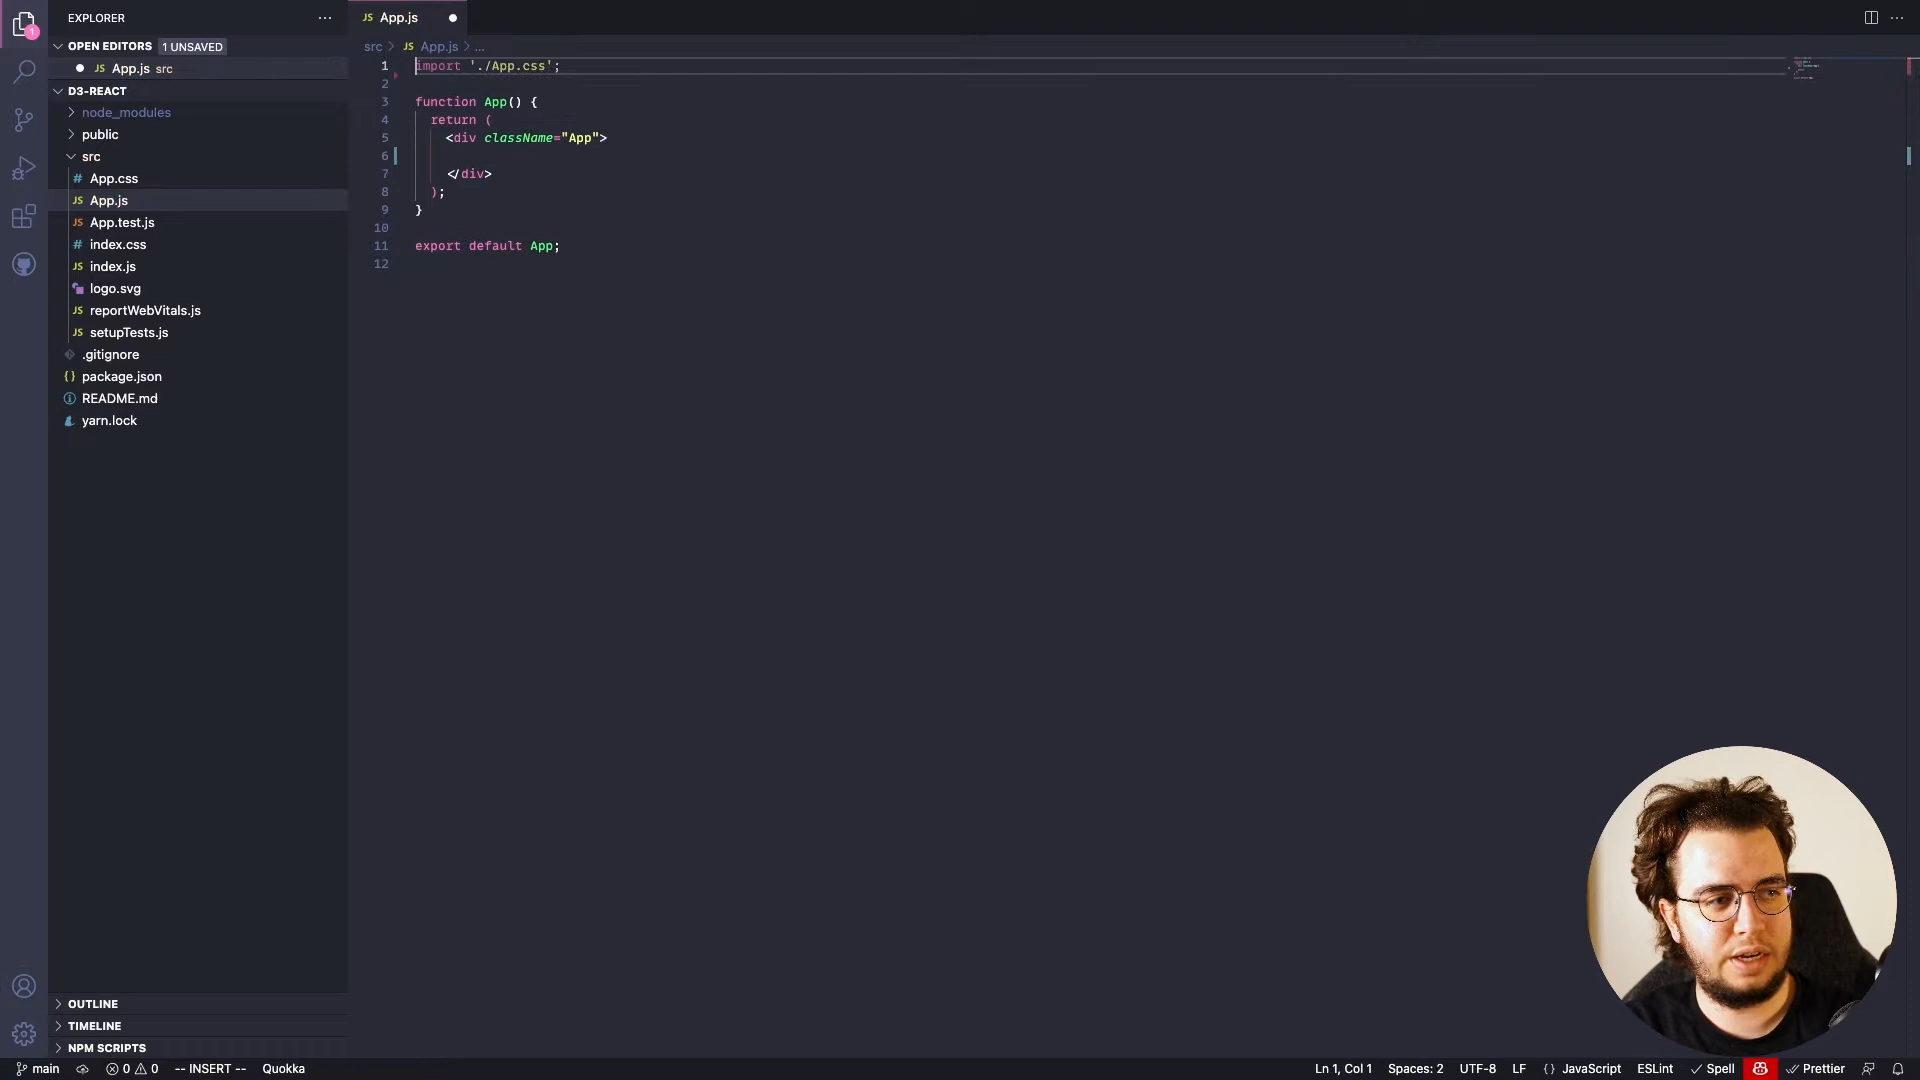 EXPLORER
OPEN EDITORS 1 UNSAVED
JS App.js src
D3-REACT
node_modules
public
src
# App.css
JS App.js
JS App.test.js
# index.css
JS index.js
logo.svg
JS reportWebVitals.js
JS setupTests.js
.gitignore
{} package.json
README.md
yarn.lock
OUTLINE
TIMELINE
NPM SCRIPTS
1
JS App.js
src > JS App.js > ...
1 import './App.css';
2
3 function App() {
4 return (
5 <div className="App">
6
7 </div>
8 );
9 }
10
11 export default App;
12
main 0 0 -- INSERT -- Quokka Ln 1, Col 1 Spaces: 2 UTF-8 LF {} JavaScript ESLint Spell Prettier